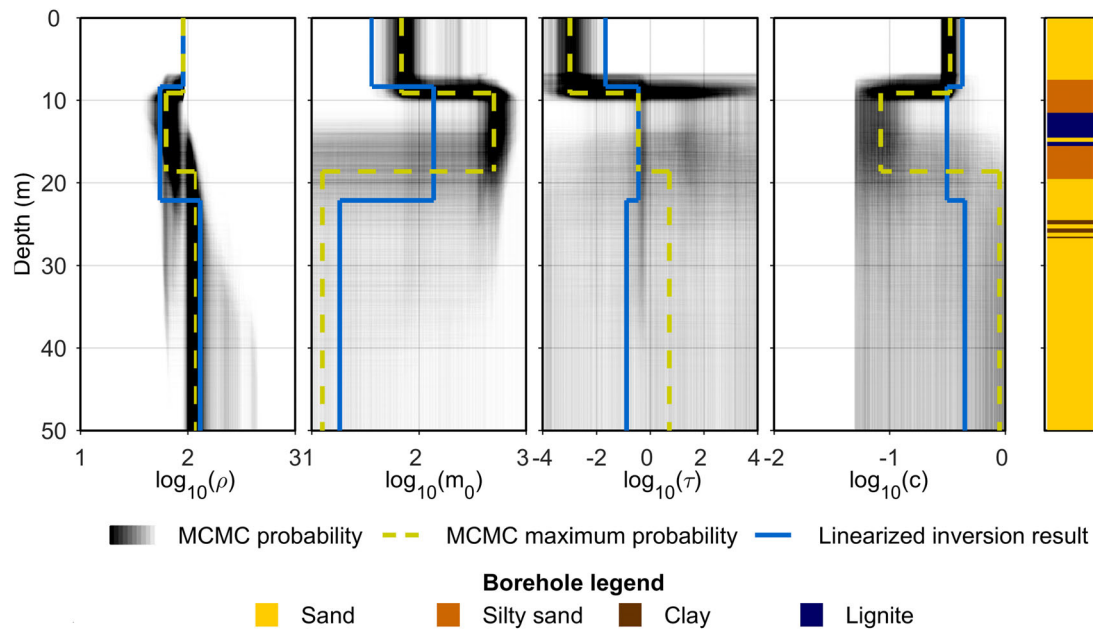 0
10
20
30
40
50
Depth (m)
1 2 31 2 3-4 -2 0 2 4-2 -1 0
log10(ρ) log10(m0) log10(τ) log10(c)
MCMC probability MCMC maximum probability Linearized inversion result
Borehole legend
Sand Silty sand Clay Lignite